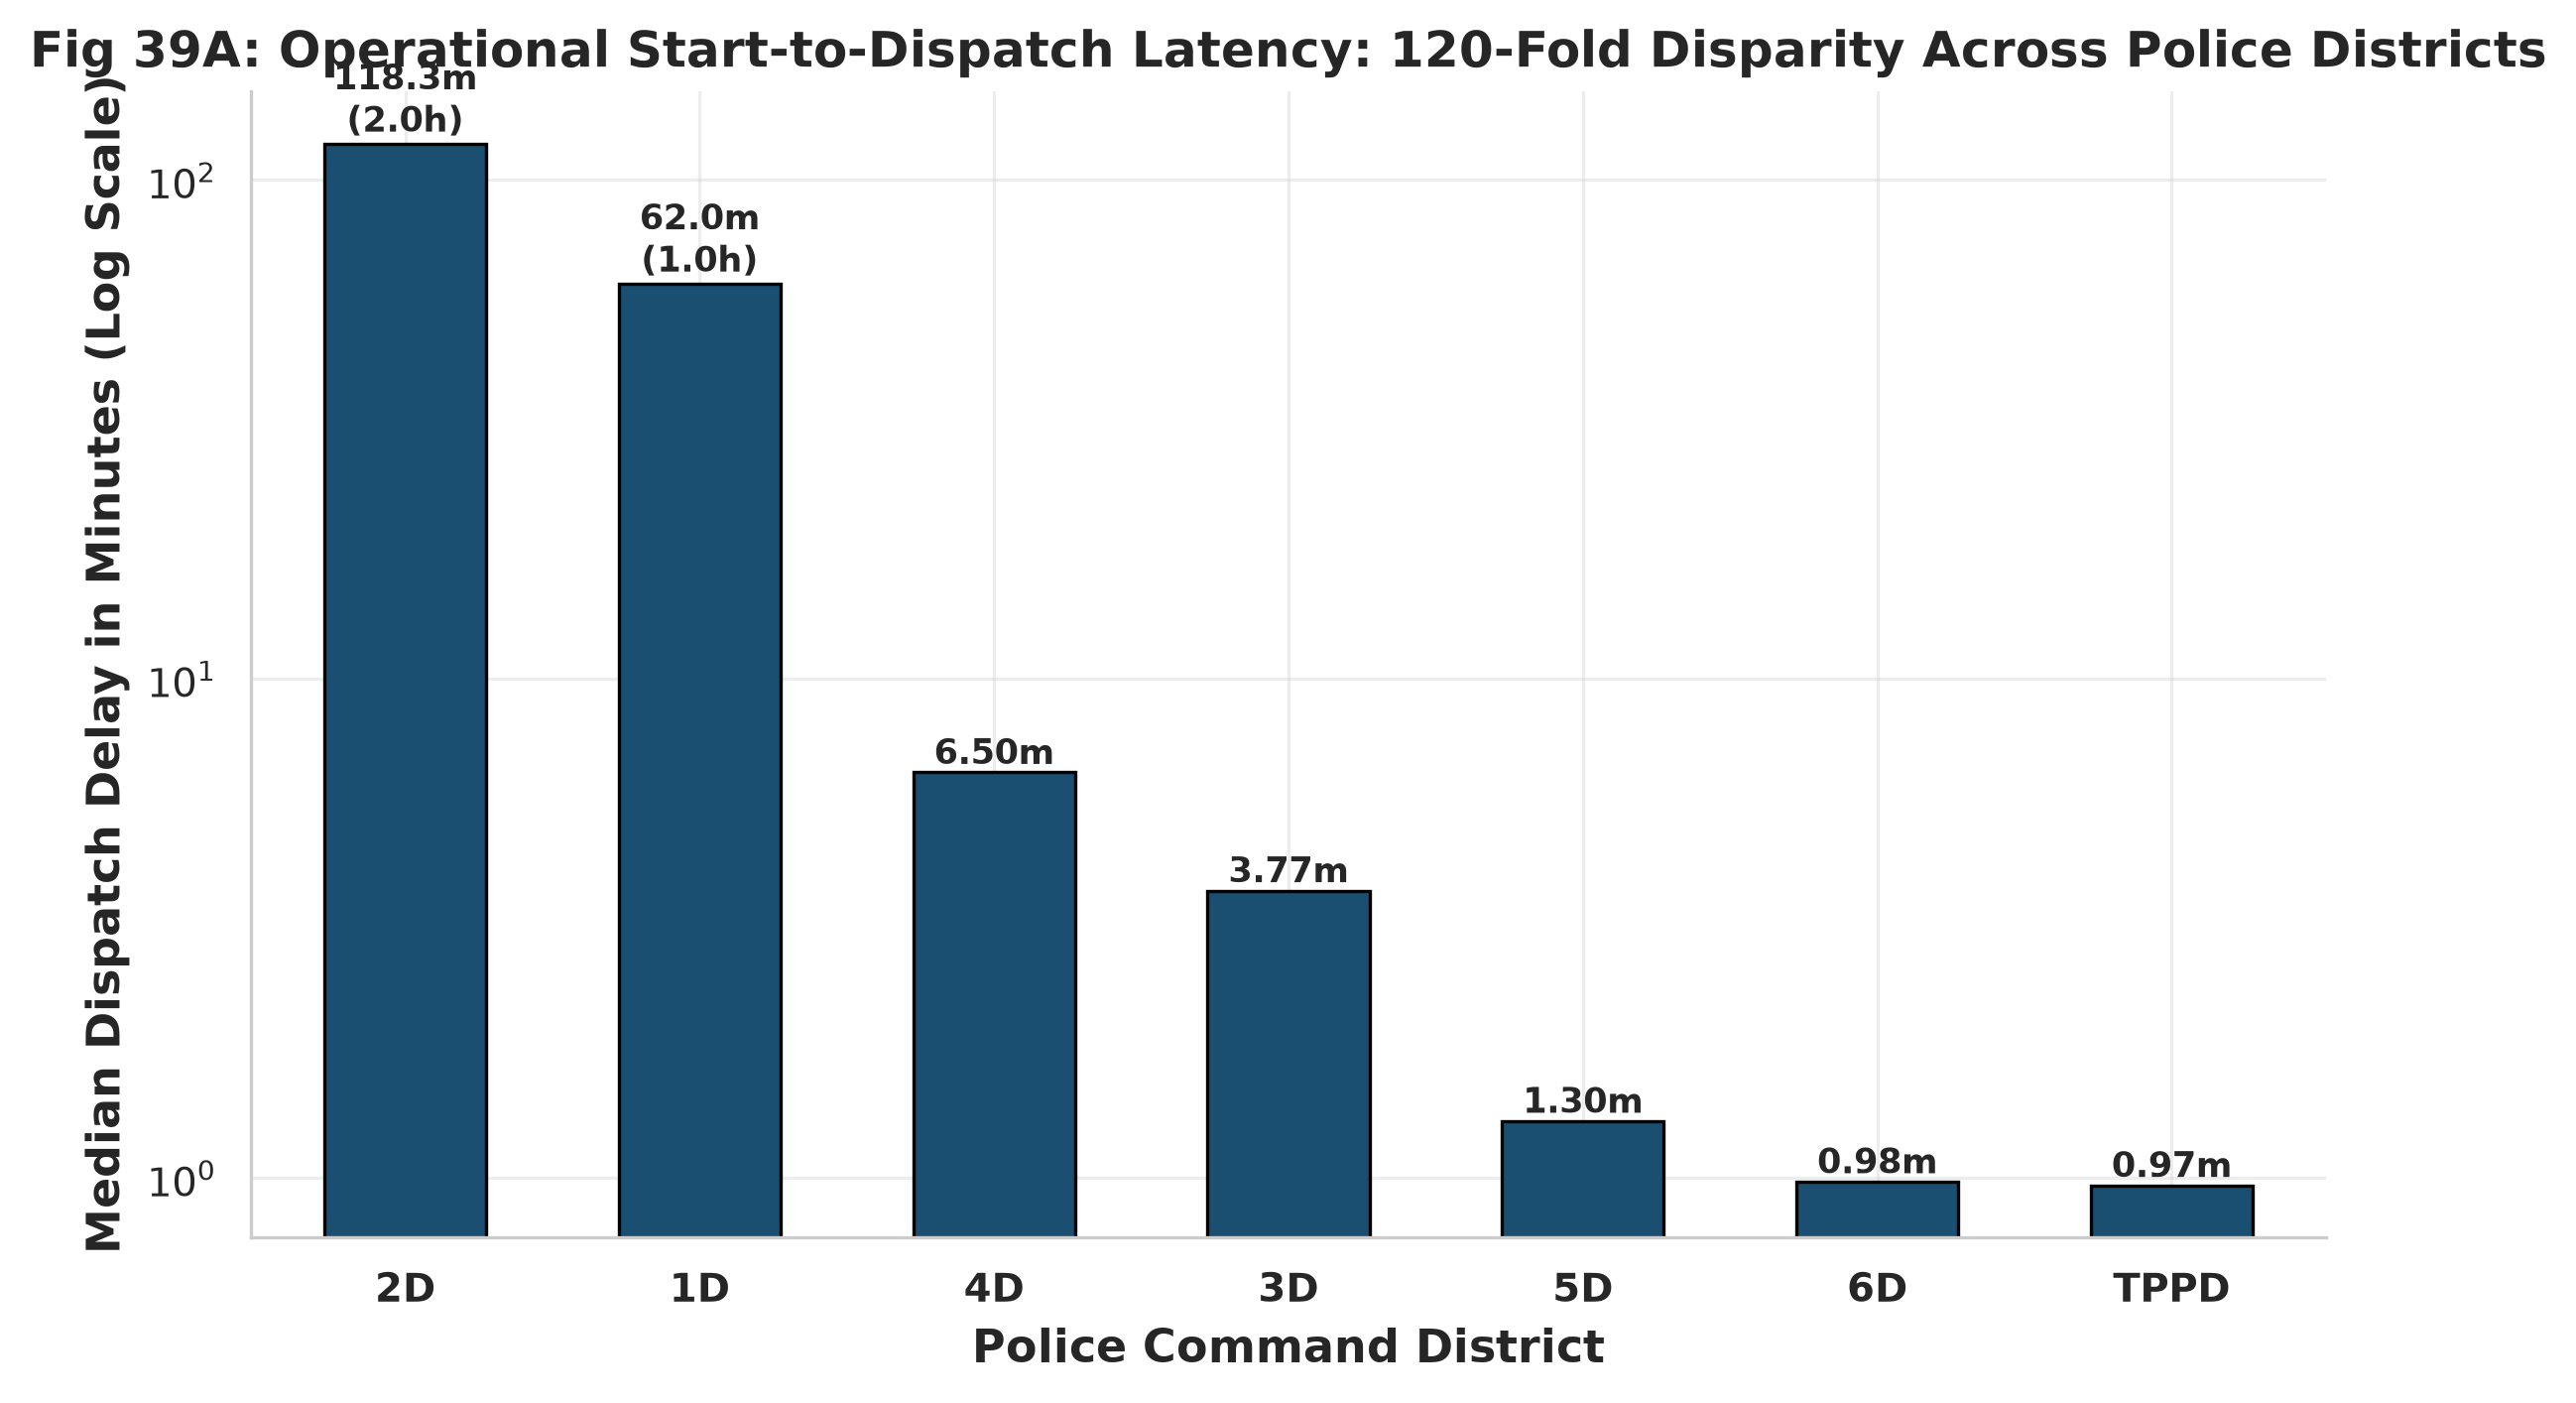 Fig 39A: Operational Start-to-Dispatch Latency: 120-Fold Disparity Across Police Districts
Median Dispatch Delay in Minutes (Log Scale)
10²
10¹
10⁰
118.3m
(2.0h)
62.0m
(1.0h)
6.50m
3.77m
1.30m
0.98m
0.97m
2D
1D
4D
3D
5D
6D
TPPD
Police Command District